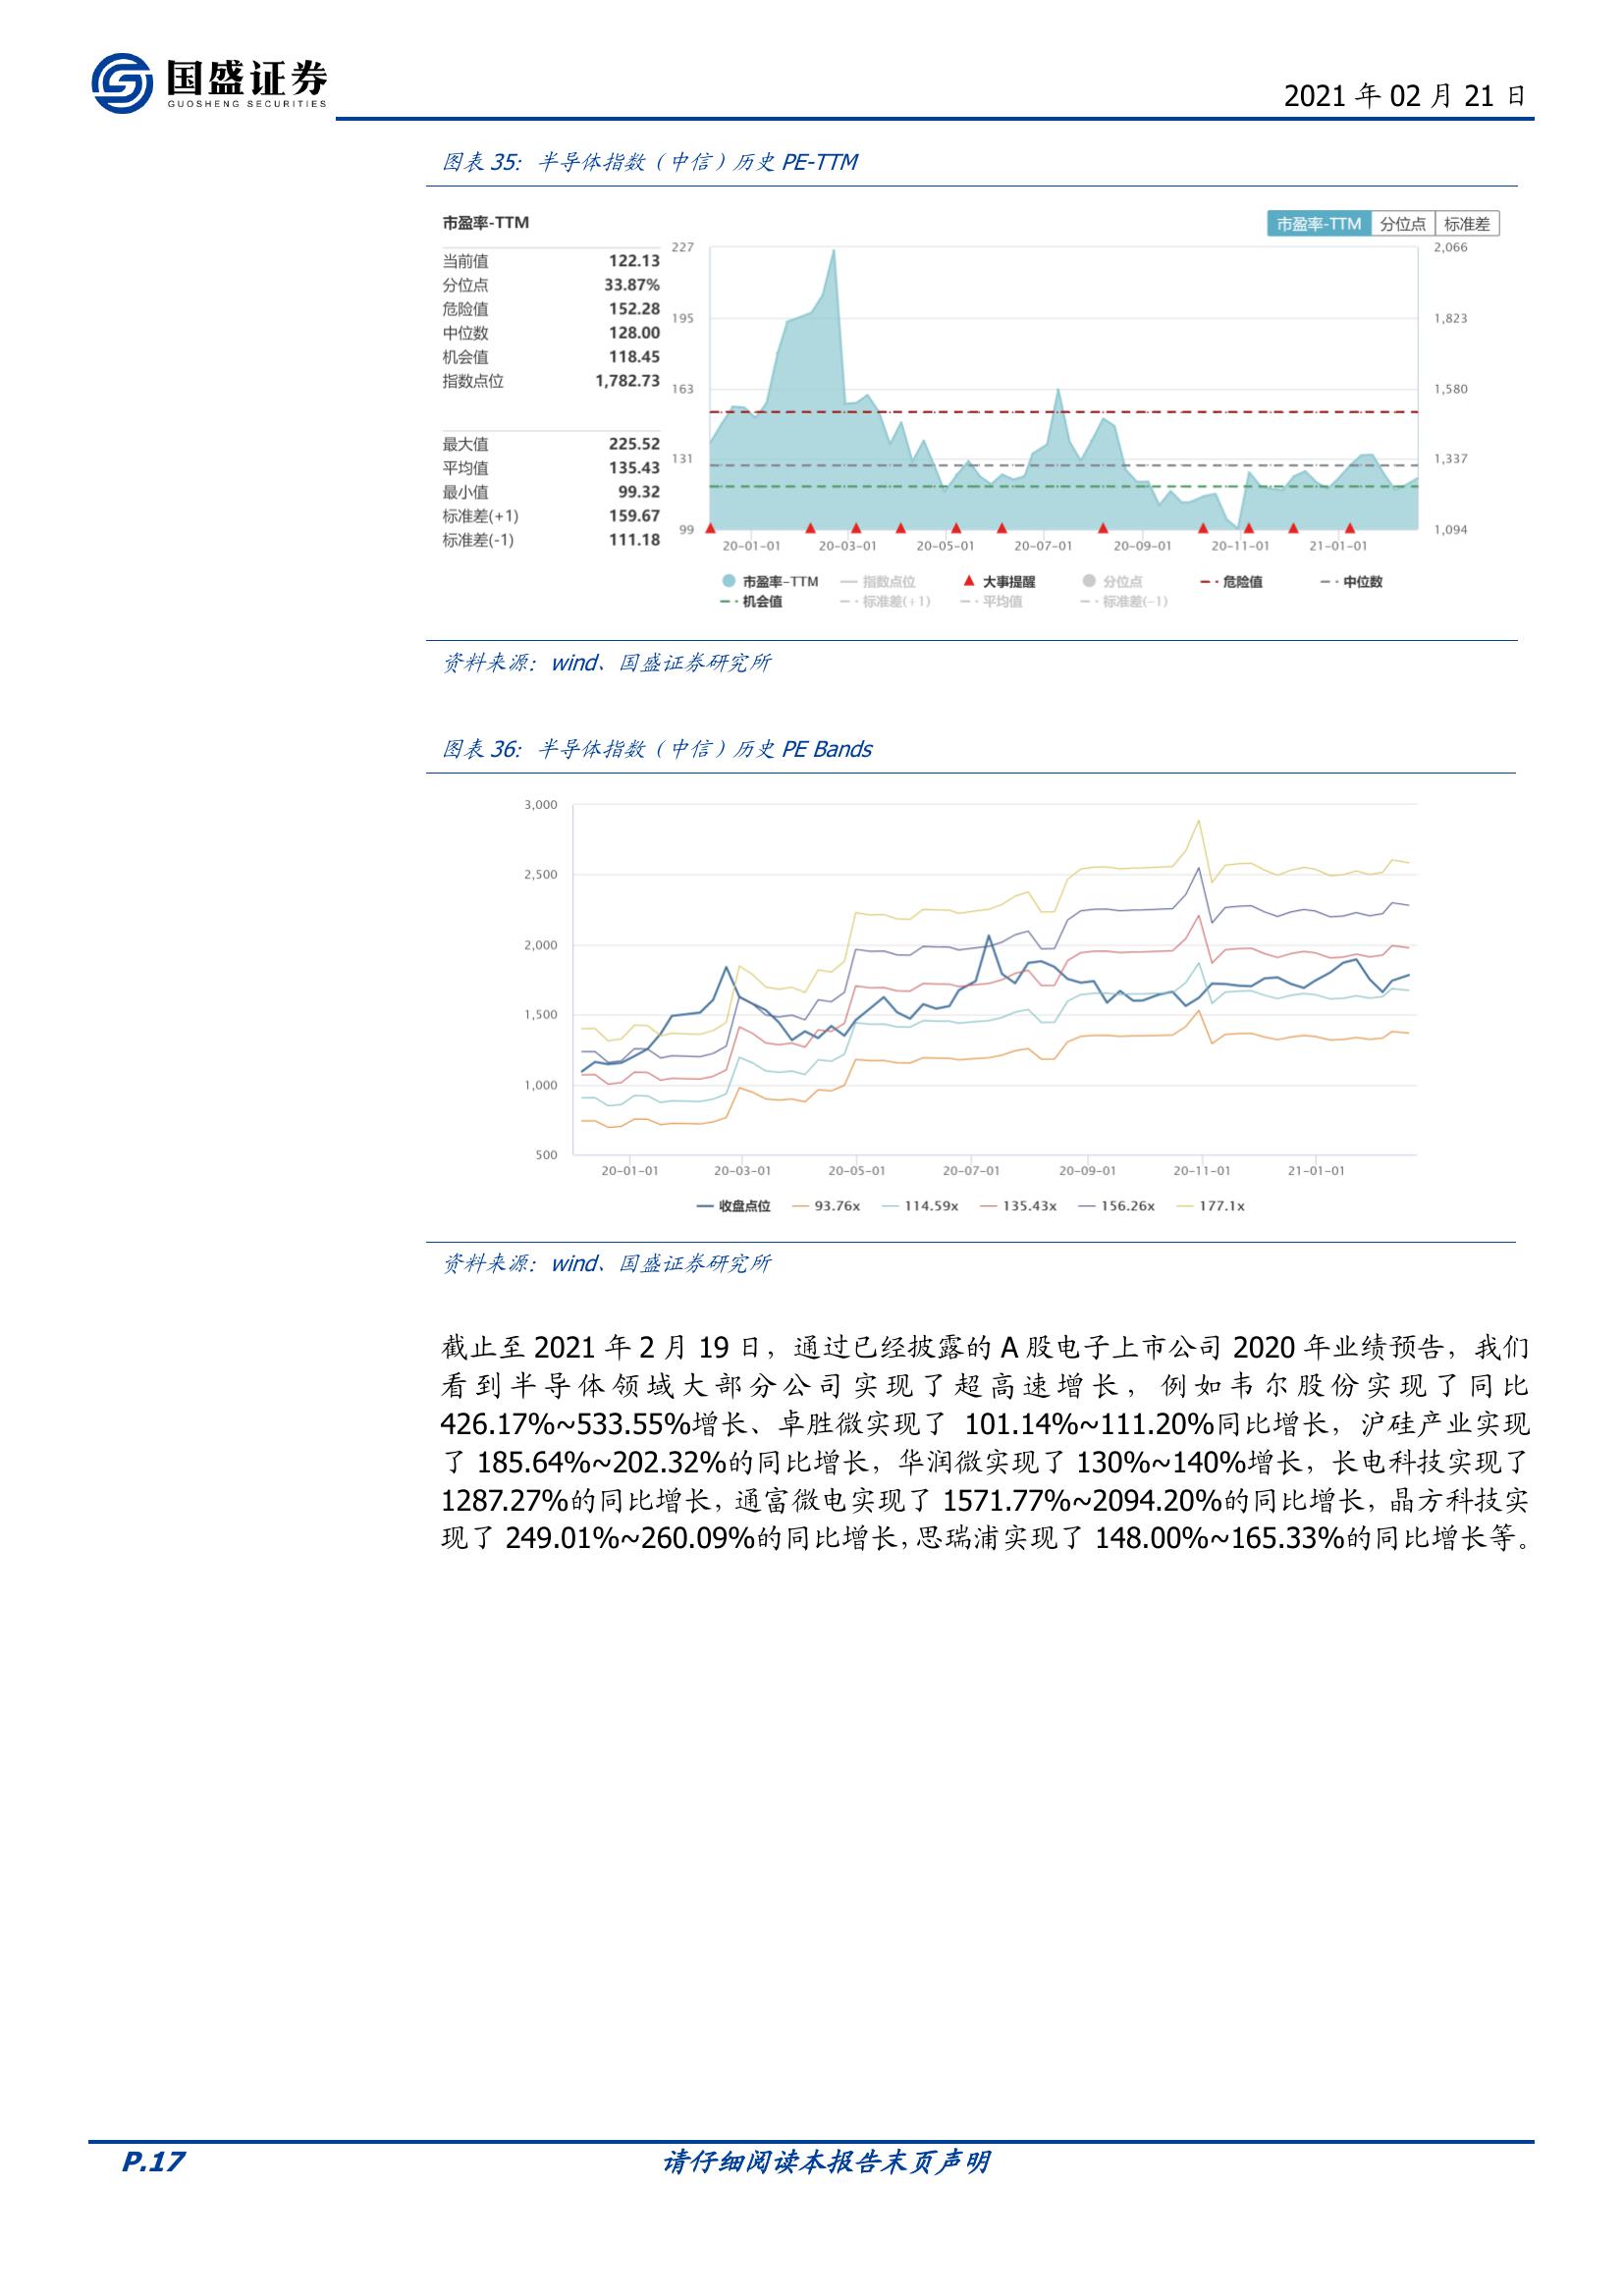 国盛证券
GUOSHENG SECURITIES
2021 年 02 月 21 日
图表 35： 半导体指数（中信）历史 PE-TTM
市盈率-TTM
市盈率-TTM 分位点 标准差
当前值 122.13
分位点 33.87%
危险值 152.28
中位数 128.00
机会值 118.45
指数点位 1,782.73
最大值 225.52
平均值 135.43
最小值 99.32
标准差(+1) 159.67
标准差(-1) 111.18
227 2,066
195 1,823
163 1,580
131 1,337
99 1,094
20-01-01 20-03-01 20-05-01 20-07-01 20-09-01 20-11-01 21-01-01
市盈率-TTM 指数点位 大事提醒 分位点 危险值 中位数
机会值 标准差(+1) 平均值 标准差(-1)
资料来源：wind、国盛证券研究所
图表 36： 半导体指数（中信）历史 PE Bands
3,000
2,500
2,000
1,500
1,000
500
20-01-01 20-03-01 20-05-01 20-07-01 20-09-01 20-11-01 21-01-01
收盘点位 93.76x 114.59x 135.43x 156.26x 177.1x
资料来源：wind、国盛证券研究所
截止至 2021 年 2 月 19 日，通过已经披露的 A 股电子上市公司 2020 年业绩预告，我们
看到半导体领域大部分公司实现了超高速增长，例如韦尔股份实现了同比
426.17%~533.55%增长、卓胜微实现了 101.14%~111.20%同比增长，沪硅产业实现
了 185.64%~202.32%的同比增长，华润微实现了 130%~140%增长，长电科技实现了
1287.27%的同比增长，通富微电实现了 1571.77%~2094.20%的同比增长，晶方科技实
现了 249.01%~260.09%的同比增长，思瑞浦实现了 148.00%~165.33%的同比增长等。
P.17 请仔细阅读本报告末页声明